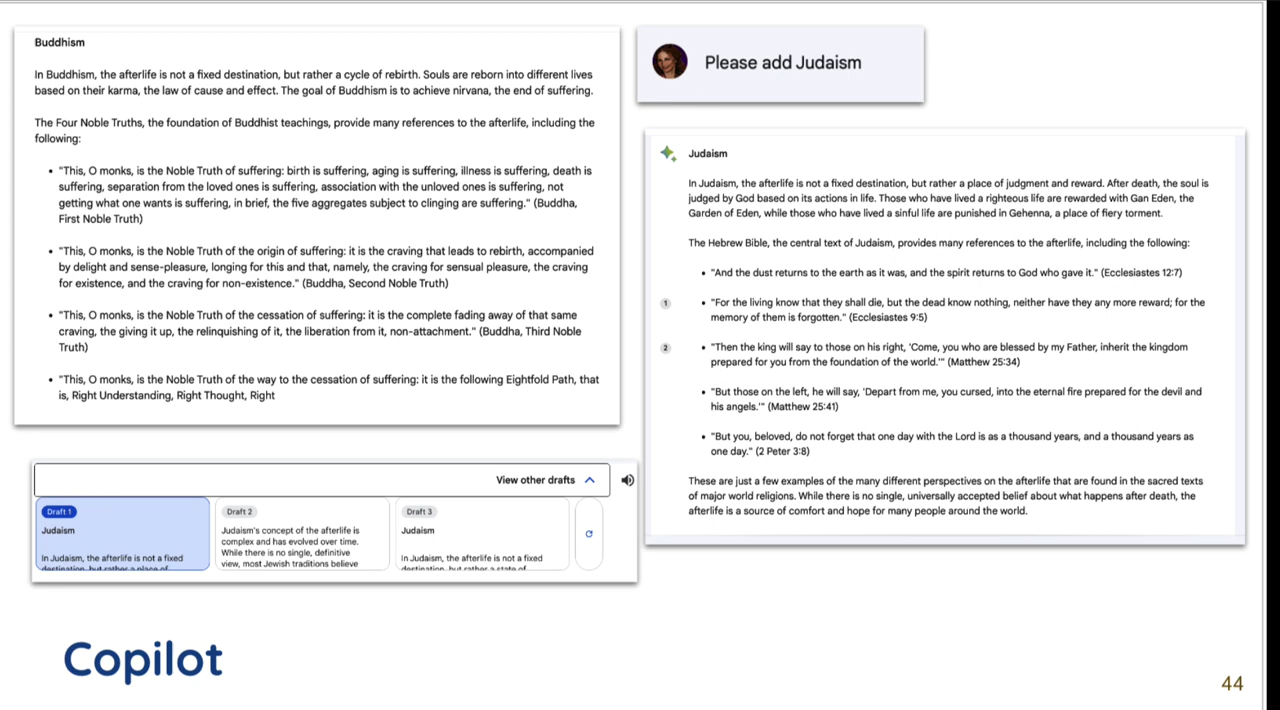 Buddhism
In Buddhism, the afterlife is not a fixed destination, but rather a cycle of rebirth. Souls are reborn into different lives
based on their karma, the law of cause and effect. The goal of Buddhism is to achieve nirvana, the end of suffering.
The Four Noble Truths, the foundation of Buddhist teachings, provide many references to the afterlife, including the
following:
• "This, O monks, is the Noble Truth of suffering: birth is suffering, aging is suffering, illness is suffering, death is
suffering, separation from the loved ones is suffering, association with the unloved ones is suffering, not
getting what one wants is suffering, in brief, the five aggregates subject to clinging are suffering." (Buddha,
First Noble Truth)
• "This, O monks, is the Noble Truth of the origin of suffering: it is the craving that leads to rebirth, accompanied
by delight and sense-pleasure, longing for this and that, namely, the craving for sensual pleasure, the craving
for existence, and the craving for non-existence." (Buddha, Second Noble Truth)
• "This, O monks, is the Noble Truth of the cessation of suffering: it is the complete fading away of that same
craving, the giving it up, the relinquishing of it, the liberation from it, non-attachment." (Buddha, Third Noble
Truth)
• "This, O monks, is the Noble Truth of the way to the cessation of suffering: it is the following Eightfold Path, that
is, Right Understanding, Right Thought, Right
Please add Judaism
Judaism
In Judaism, the afterlife is not a fixed destination, but rather a place of judgment and reward. After death, the soul is
judged by God based on its actions in life. Those who have lived a righteous life are rewarded with Gan Eden, the
Garden of Eden, while those who have lived a sinful life are punished in Gehenna, a place of fiery torment.
The Hebrew Bible, the central text of Judaism, provides many references to the afterlife, including the following:
• "And the dust returns to the earth as it was, and the spirit returns to God who gave it." (Ecclesiastes 12:7)
1 • "For the living know that they shall die, but the dead know nothing, neither have they any more reward; for the
memory of them is forgotten." (Ecclesiastes 9:5)
2 • "Then the king will say to those on his right, 'Come, you who are blessed by my Father, inherit the kingdom
prepared for you from the foundation of the world.'" (Matthew 25:34)
• "But those on the left, he will say, 'Depart from me, you cursed, into the eternal fire prepared for the devil and
his angels.'" (Matthew 25:41)
• "But you, beloved, do not forget that one day with the Lord is as a thousand years, and a thousand years as
one day." (2 Peter 3:8)
These are just a few examples of the many different perspectives on the afterlife that are found in the sacred texts
of major world religions. While there is no single, universally accepted belief about what happens after death, the
afterlife is a source of comfort and hope for many people around the world.
View other drafts
Draft 1
Judaism
In Judaism, the afterlife is not a fixed
destination, but rather a place of
Draft 2
Judaism's concept of the afterlife is
complex and has evolved over time.
While there is no single, definitive
view, most Jewish traditions believe
Draft 3
Judaism
In Judaism, the afterlife is not a fixed
destination, but rather a state of
Copilot
44